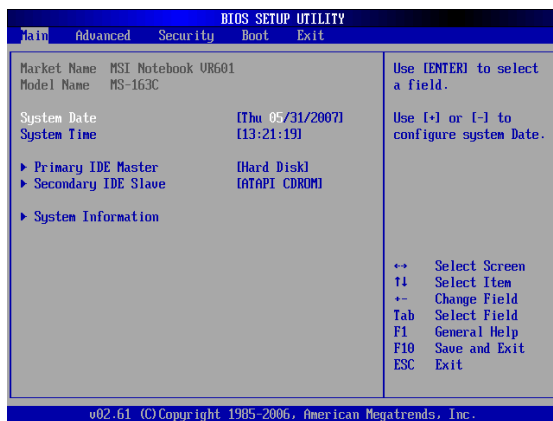 BIOS SETUP UTILITY
Main Advanced Security Boot Exit
Market Name MSI Notebook VR601
Model Name MS-163C
System Date [Thu 05/31/2007]
System Time [13:21:19]
▶ Primary IDE Master [Hard Disk]
▶ Secondary IDE Slave [ATAPI CDROM]
▶ System Information
Use [ENTER] to select
a field.
Use [+] or [-] to
configure system Date.
↔ Select Screen
↑↓ Select Item
+- Change Field
Tab Select Field
F1 General Help
F10 Save and Exit
ESC Exit
v02.61 (C)Copyright 1985-2006, American Megatrends, Inc.